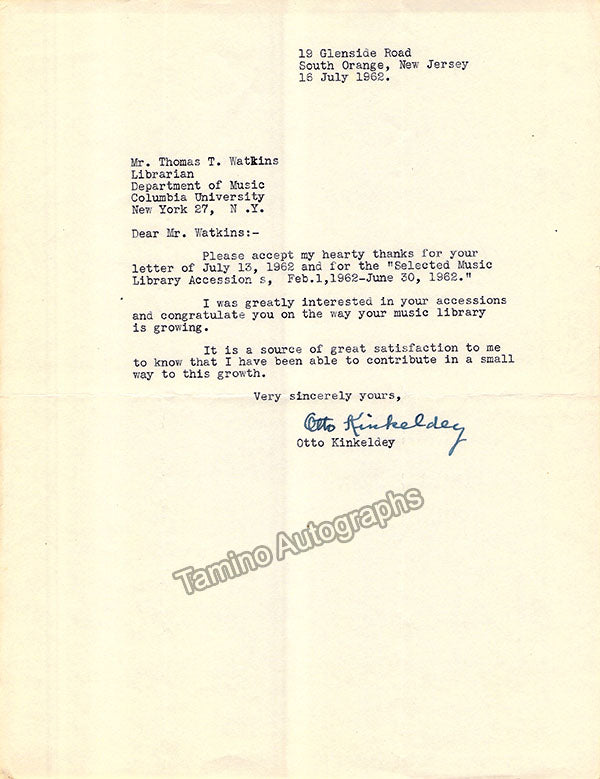 19 Glenside Road
South Orange, New Jersey
16 July 1962.
Mr. Thomas T. Watkins
Librarian
Department of Music
Columbia University
New York 27,  N .Y.
Dear Mr. Watkins:-
Please accept my hearty thanks for your
letter of July 13, 1962 and for the "Selected Music
Library Accession s,  Feb.1,1962-June 30, 1962."
I was greatly interested in your accessions
and congratulate you on the way your music library
is growing.
It is a source of great satisfaction to me
to know that I have been able to contribute in a small
way to this growth.
Very sincerely yours,
Otto Kinkeldey
Otto Kinkeldey
Tamino Autographs